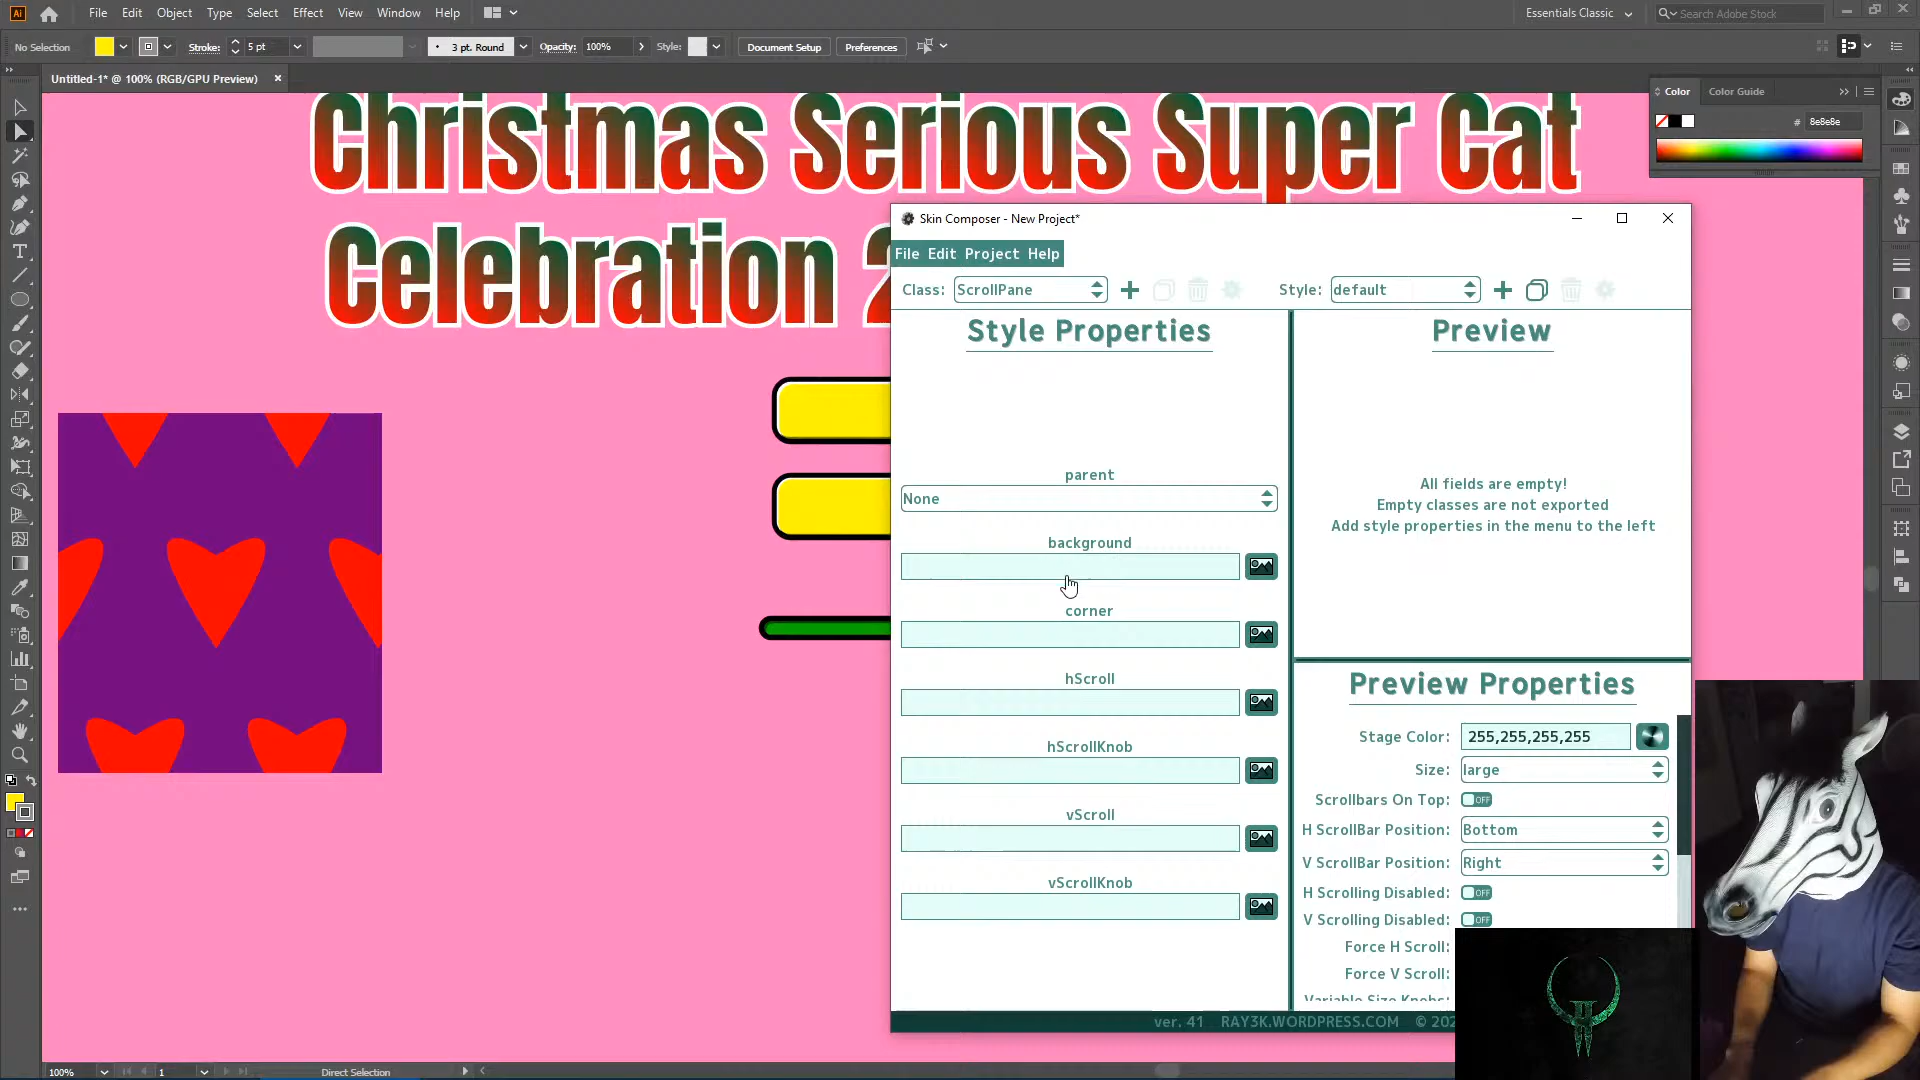 Ai File Edit Object Type Select Effect View Window Help Essentials Classic Search Adobe Stock
No Selection Stroke: 5 pt 3 pt. Round Opacity: 100% Style: Document Setup Preferences
Untitled-1* @ 100% (RGB/GPU Preview)
Color Color Guide
# 8e8e8e
Christmas Serious Super Cat
Celebration 2
Skin Composer - New Project*
File Edit Project Help
Class: ScrollPane Style: default
Style Properties
parent
None
background
corner
hScroll
hScrollKnob
vScroll
vScrollKnob
Preview
All fields are empty!
Empty classes are not exported
Add style properties in the menu to the left
Preview Properties
Stage Color: 255,255,255,255
Size: large
Scrollbars On Top: OFF
H ScrollBar Position: Bottom
V ScrollBar Position: Right
H Scrolling Disabled: OFF
V Scrolling Disabled: OFF
Force H Scroll:
Force V Scroll:
Variable Size Knobs:
ver. 41 RAY3K.WORDPRESS.COM © 202
100% 1 Direct Selection